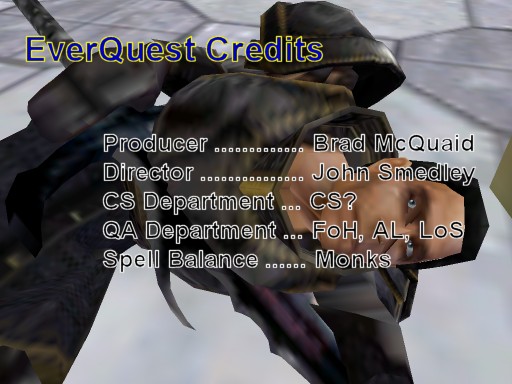 EverQuest Credits
Producer ............. Brad McQuaid
Director ............... John Smedley
CS Department ... CS?
QA Department ... FoH, AL, LoS
Spell Balance ...... Monks